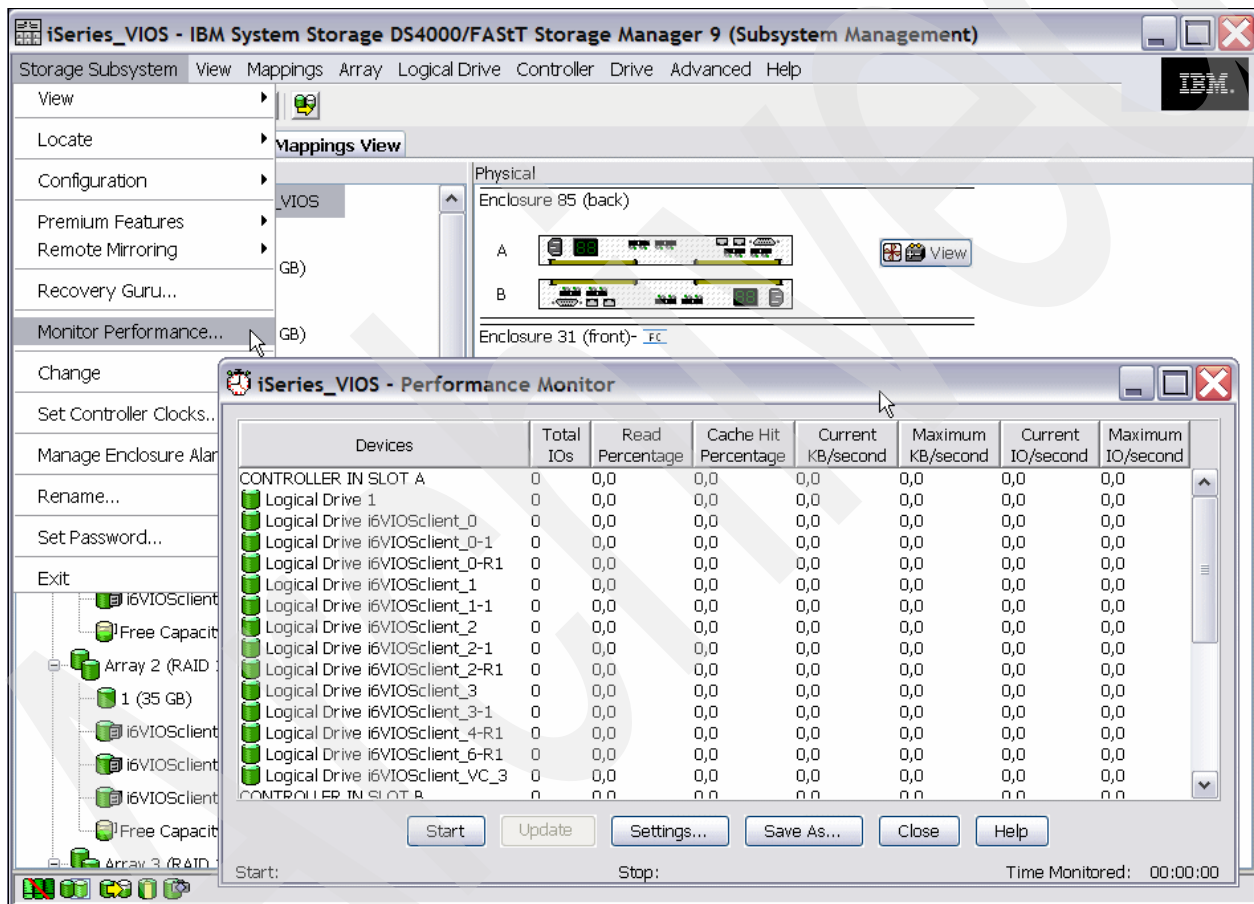 iSeries_VIOS - IBM System Storage DS4000/FAStT Storage Manager 9 (Subsystem Management)
Storage Subsystem View Mappings Array Logical Drive Controller Drive Advanced Help
IBM.
View
Locate
Configuration
Premium Features
Remote Mirroring
Recovery Guru...
Monitor Performance...
Change
Set Controller Clocks..
Manage Enclosure Alar
Rename...
Set Password...
Exit
Mappings View
_VIOS
GB)
GB)
Physical
Enclosure 85 (back)
A
View
B
Enclosure 31 (front)- FC
i6VIOSclient
Free Capacit
Array 2 (RAID
1 (35 GB)
i6VIOSclient
i6VIOSclient
i6VIOSclient
Free Capacit
Array 3 (RAID
iSeries_VIOS - Performance Monitor
Devices Total IOs Read Percentage Cache Hit Percentage Current KB/second Maximum KB/second Current IO/second Maximum IO/second
CONTROLLER IN SLOT A 0 0,0 0,0 0,0 0,0 0,0 0,0
Logical Drive 1 0 0,0 0,0 0,0 0,0 0,0 0,0
Logical Drive i6VIOSclient_0 0 0,0 0,0 0,0 0,0 0,0 0,0
Logical Drive i6VIOSclient_0-1 0 0,0 0,0 0,0 0,0 0,0 0,0
Logical Drive i6VIOSclient_0-R1 0 0,0 0,0 0,0 0,0 0,0 0,0
Logical Drive i6VIOSclient_1 0 0,0 0,0 0,0 0,0 0,0 0,0
Logical Drive i6VIOSclient_1-1 0 0,0 0,0 0,0 0,0 0,0 0,0
Logical Drive i6VIOSclient_2 0 0,0 0,0 0,0 0,0 0,0 0,0
Logical Drive i6VIOSclient_2-1 0 0,0 0,0 0,0 0,0 0,0 0,0
Logical Drive i6VIOSclient_2-R1 0 0,0 0,0 0,0 0,0 0,0 0,0
Logical Drive i6VIOSclient_3 0 0,0 0,0 0,0 0,0 0,0 0,0
Logical Drive i6VIOSclient_3-1 0 0,0 0,0 0,0 0,0 0,0 0,0
Logical Drive i6VIOSclient_4-R1 0 0,0 0,0 0,0 0,0 0,0 0,0
Logical Drive i6VIOSclient_6-R1 0 0,0 0,0 0,0 0,0 0,0 0,0
Logical Drive i6VIOSclient_VC_3 0 0,0 0,0 0,0 0,0 0,0 0,0
CONTROLLER IN SLOT B 0 0,0 0,0 0,0 0,0 0,0 0,0
Start Update Settings... Save As... Close Help
Start: Stop: Time Monitored: 00:00:00